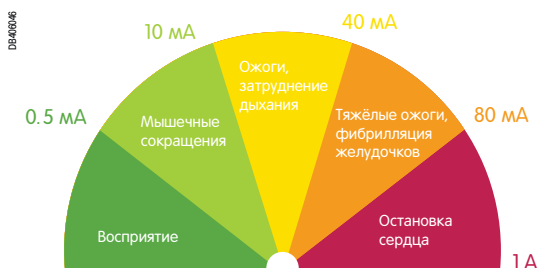 DB406046
10 мА
40 мА
Ожоги,
затруднение
дыхания
0.5 мА
Мышечные
сокращения
Тяжёлые ожоги,
фибрилляция
желудочков
80 мА
Восприятие
Остановка
сердца
1 А